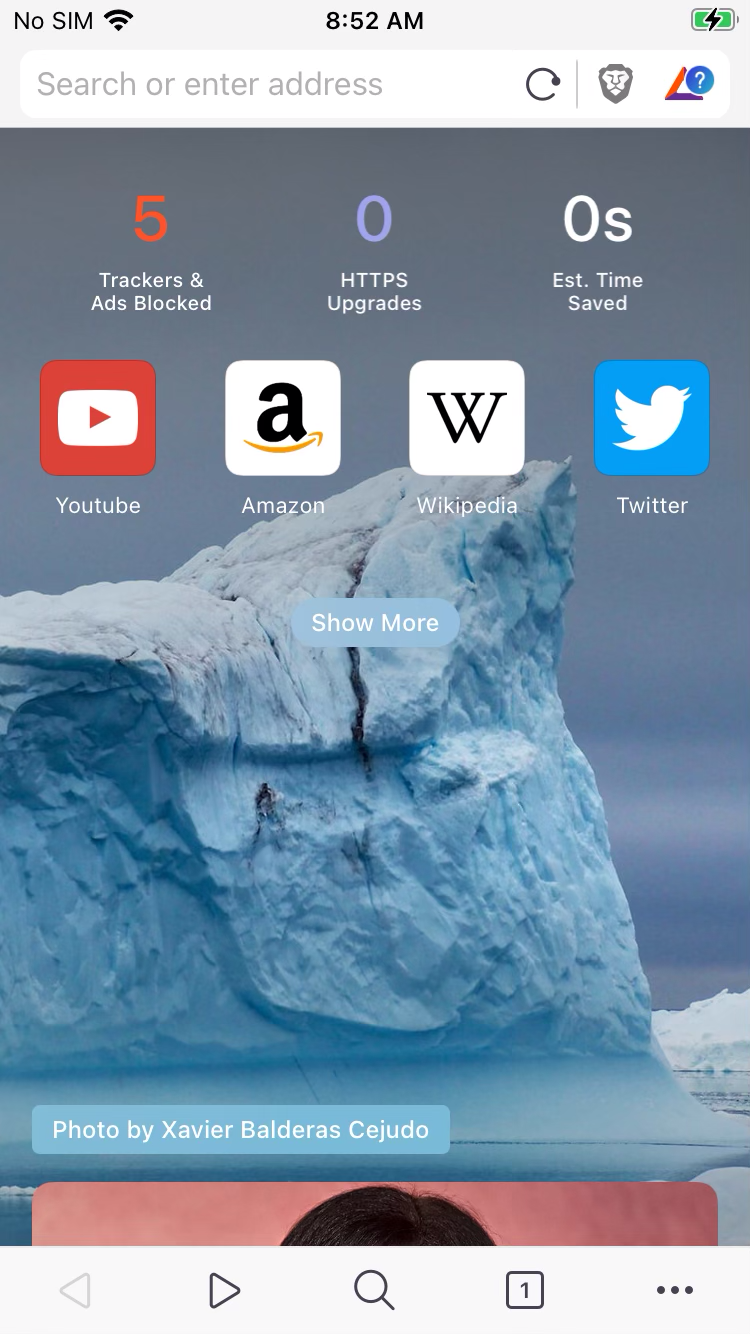 No SIM 8:52 AM
Search or enter address
?
5 0 0s
Trackers & HTTPS Est. Time
Ads Blocked Upgrades Saved
a W
Youtube Amazon Wikipedia Twitter
Show More
Photo by Xavier Balderas Cejudo
1